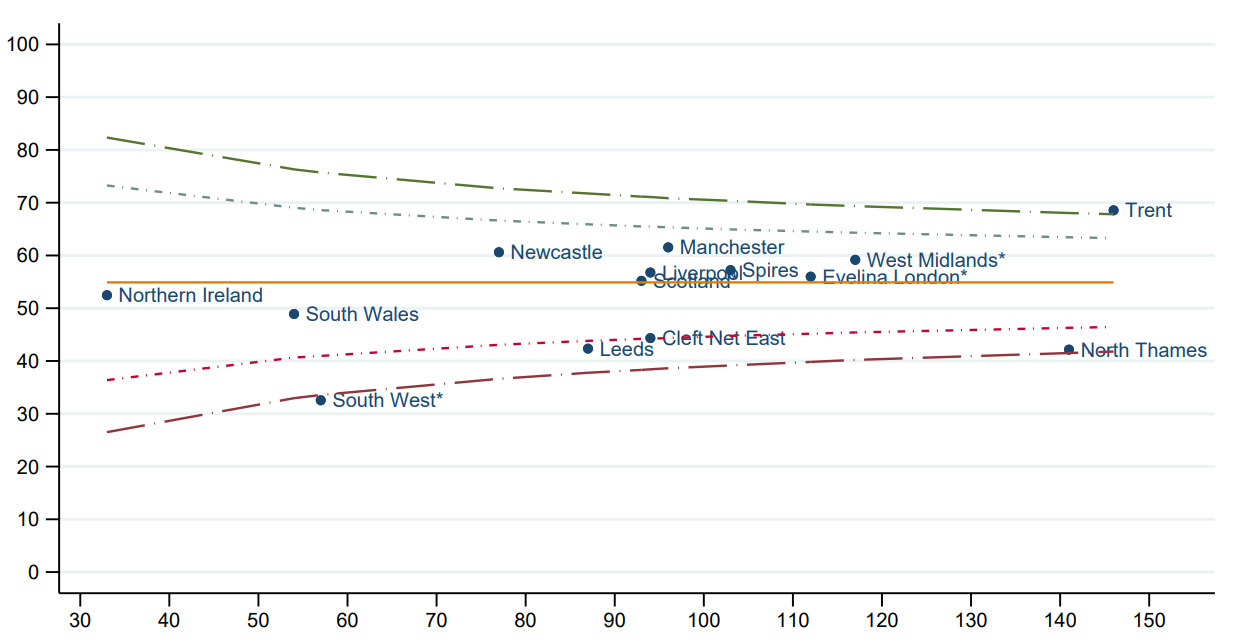 100
90
80
70
60
50
40
30
20
10
0
Trent
Manchester
Newcastle
West Midlands*
Spires
Liverpool
Evelina London*
Scotland
Northern Ireland
South Wales
Cleft Net East
Leeds
North Thames
South West*
30 40 50 60 70 80 90 100 110 120 130 140 150